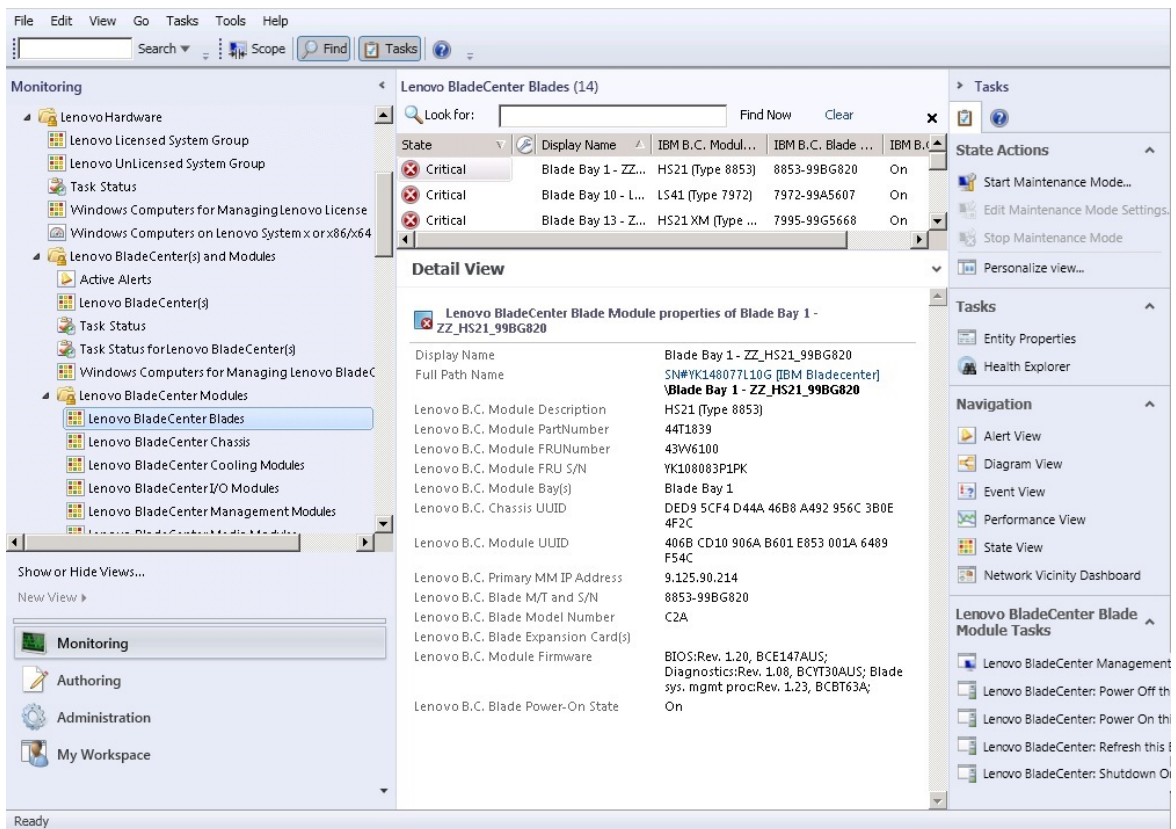 File Edit View Go Tasks Tools Help
Search Scope Find Tasks
Monitoring
Lenovo Hardware
Lenovo Licensed System Group
Lenovo UnLicensed System Group
Task Status
Windows Computers for Managing Lenovo License
Windows Computers on Lenovo System x or x86/x64
Lenovo BladeCenter(s) and Modules
Active Alerts
Lenovo BladeCenter(s)
Task Status
Task Status for Lenovo BladeCenter(s)
Windows Computers for Managing Lenovo BladeC
Lenovo BladeCenter Modules
Lenovo BladeCenter Blades
Lenovo BladeCenter Chassis
Lenovo BladeCenter Cooling Modules
Lenovo BladeCenter I/O Modules
Lenovo BladeCenter Management Modules
Lenovo BladeCenter Media Modules
Show or Hide Views...
New View
Monitoring
Authoring
Administration
My Workspace
Ready
Lenovo BladeCenter Blades (14)
Look for: Find Now Clear
State Display Name IBM B.C. Modul... IBM B.C. Blade ... IBM B.(
Critical Blade Bay 1 - ZZ... HS21 (Type 8853) 8853-99BG820 On
Critical Blade Bay 10 - L... LS41 (Type 7972) 7972-99A5607 On
Critical Blade Bay 13 - Z... HS21 XM (Type ... 7995-99G5668 On
Detail View
Lenovo BladeCenter Blade Module properties of Blade Bay 1 -
ZZ_HS21_99BG820
Display Name Blade Bay 1 - ZZ_HS21_99BG820
Full Path Name SN#YK148077L10G [IBM Bladecenter]
\Blade Bay 1 - ZZ_HS21_99BG820
Lenovo B.C. Module Description HS21 (Type 8853)
Lenovo B.C. Module PartNumber 44T1839
Lenovo B.C. Module FRUNumber 43W6100
Lenovo B.C. Module FRU S/N YK108083P1PK
Lenovo B.C. Module Bay(s) Blade Bay 1
Lenovo B.C. Chassis UUID DED9 5CF4 D44A 46B8 A492 956C 3B0E
4F2C
Lenovo B.C. Module UUID 406B CD10 906A B601 E853 001A 6489
F54C
Lenovo B.C. Primary MM IP Address 9.125.90.214
Lenovo B.C. Blade M/T and S/N 8853-99BG820
Lenovo B.C. Blade Model Number C2A
Lenovo B.C. Blade Expansion Card(s)
Lenovo B.C. Module Firmware BIOS:Rev. 1.20, BCE147AUS;
Diagnostics:Rev. 1.08, BCYT30AUS; Blade
sys. mgmt proc:Rev. 1.23, BCBT63A;
Lenovo B.C. Blade Power-On State On
Tasks
State Actions
Start Maintenance Mode...
Edit Maintenance Mode Settings.
Stop Maintenance Mode
Personalize view...
Tasks
Entity Properties
Health Explorer
Navigation
Alert View
Diagram View
Event View
Performance View
State View
Network Vicinity Dashboard
Lenovo BladeCenter Blade
Module Tasks
Lenovo BladeCenter Management
Lenovo BladeCenter: Power Off th
Lenovo BladeCenter: Power On thi
Lenovo BladeCenter: Refresh this B
Lenovo BladeCenter: Shutdown O